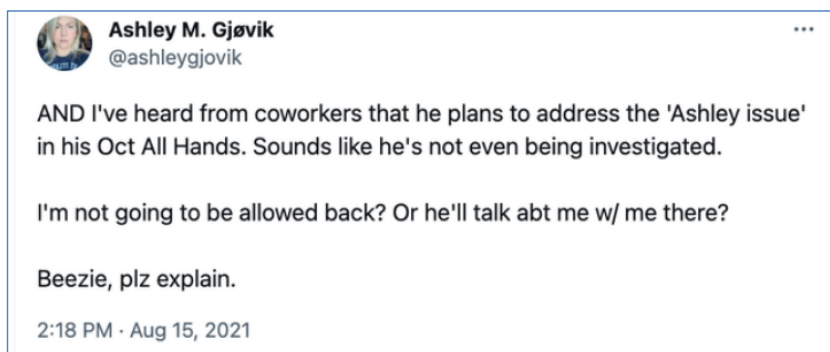 Ashley M. Gjøvik
@ashleygjovik
AND I've heard from coworkers that he plans to address the 'Ashley issue'
in his Oct All Hands. Sounds like he's not even being investigated.
I'm not going to be allowed back? Or he'll talk abt me w/ me there?
Beezie, plz explain.
2:18 PM · Aug 15, 2021